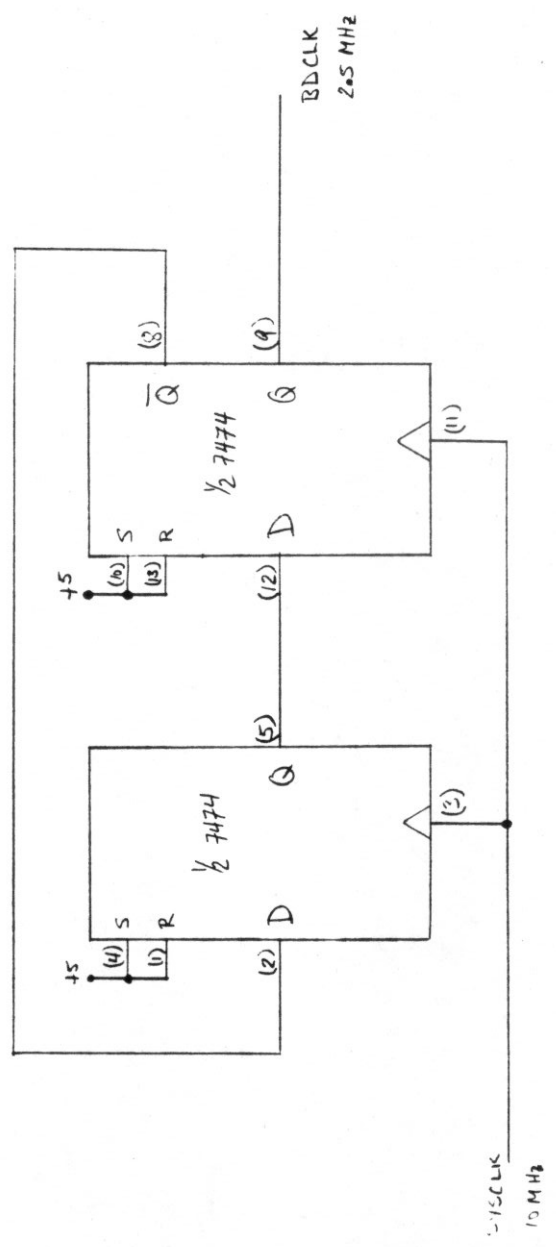 +5
(4)
S
(1)
R
(2)
D
½ 7474
Q
(5)
(3)
+5
(10)
S
(13)
R
(12)
D
½ 7474
Q̅
(8)
Q
(9)
(11)
BDCLK
2.5 MHz
10 MHz